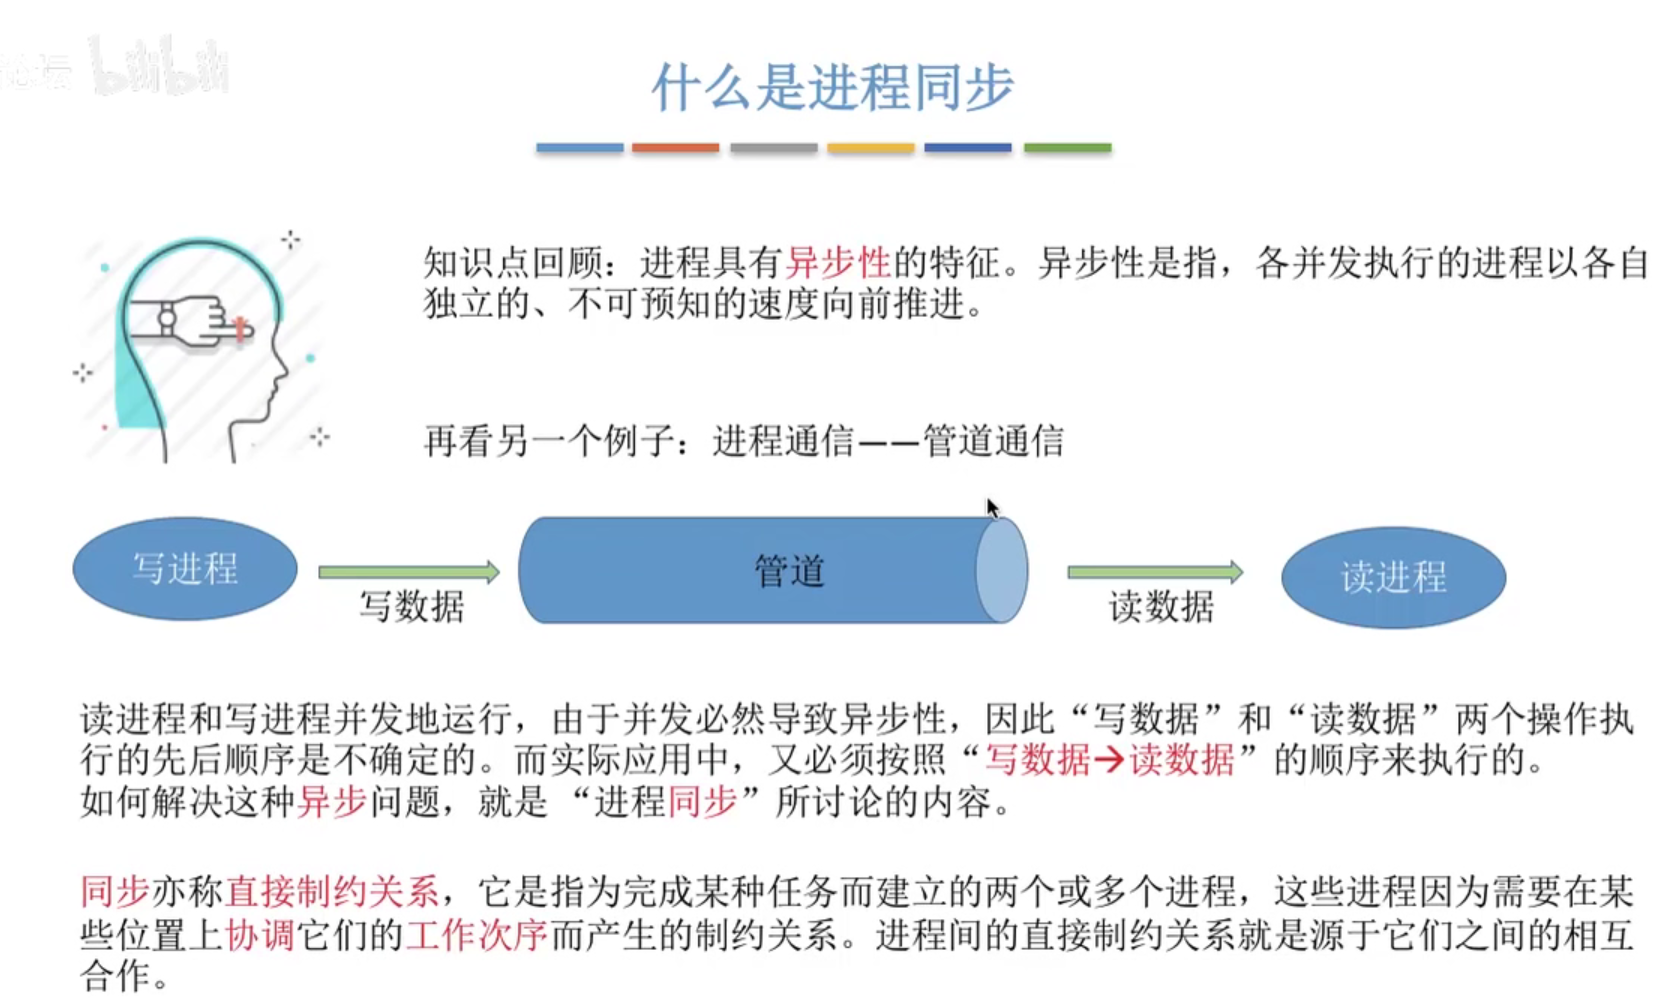 论坛 bilibili
什么是进程同步
知识点回顾：进程具有异步性的特征。异步性是指，各并发执行的进程以各自
独立的、不可预知的速度向前推进。
再看另一个例子：进程通信——管道通信
写进程
写数据
管道
读数据
读进程
读进程和写进程并发地运行，由于并发必然导致异步性，因此“写数据”和“读数据”两个操作执
行的先后顺序是不确定的。而实际应用中，又必须按照“写数据→读数据”的顺序来执行的。
如何解决这种异步问题，就是 “进程同步”所讨论的内容。
同步亦称直接制约关系，它是指为完成某种任务而建立的两个或多个进程，这些进程因为需要在某
些位置上协调它们的工作次序而产生的制约关系。进程间的直接制约关系就是源于它们之间的相互
合作。